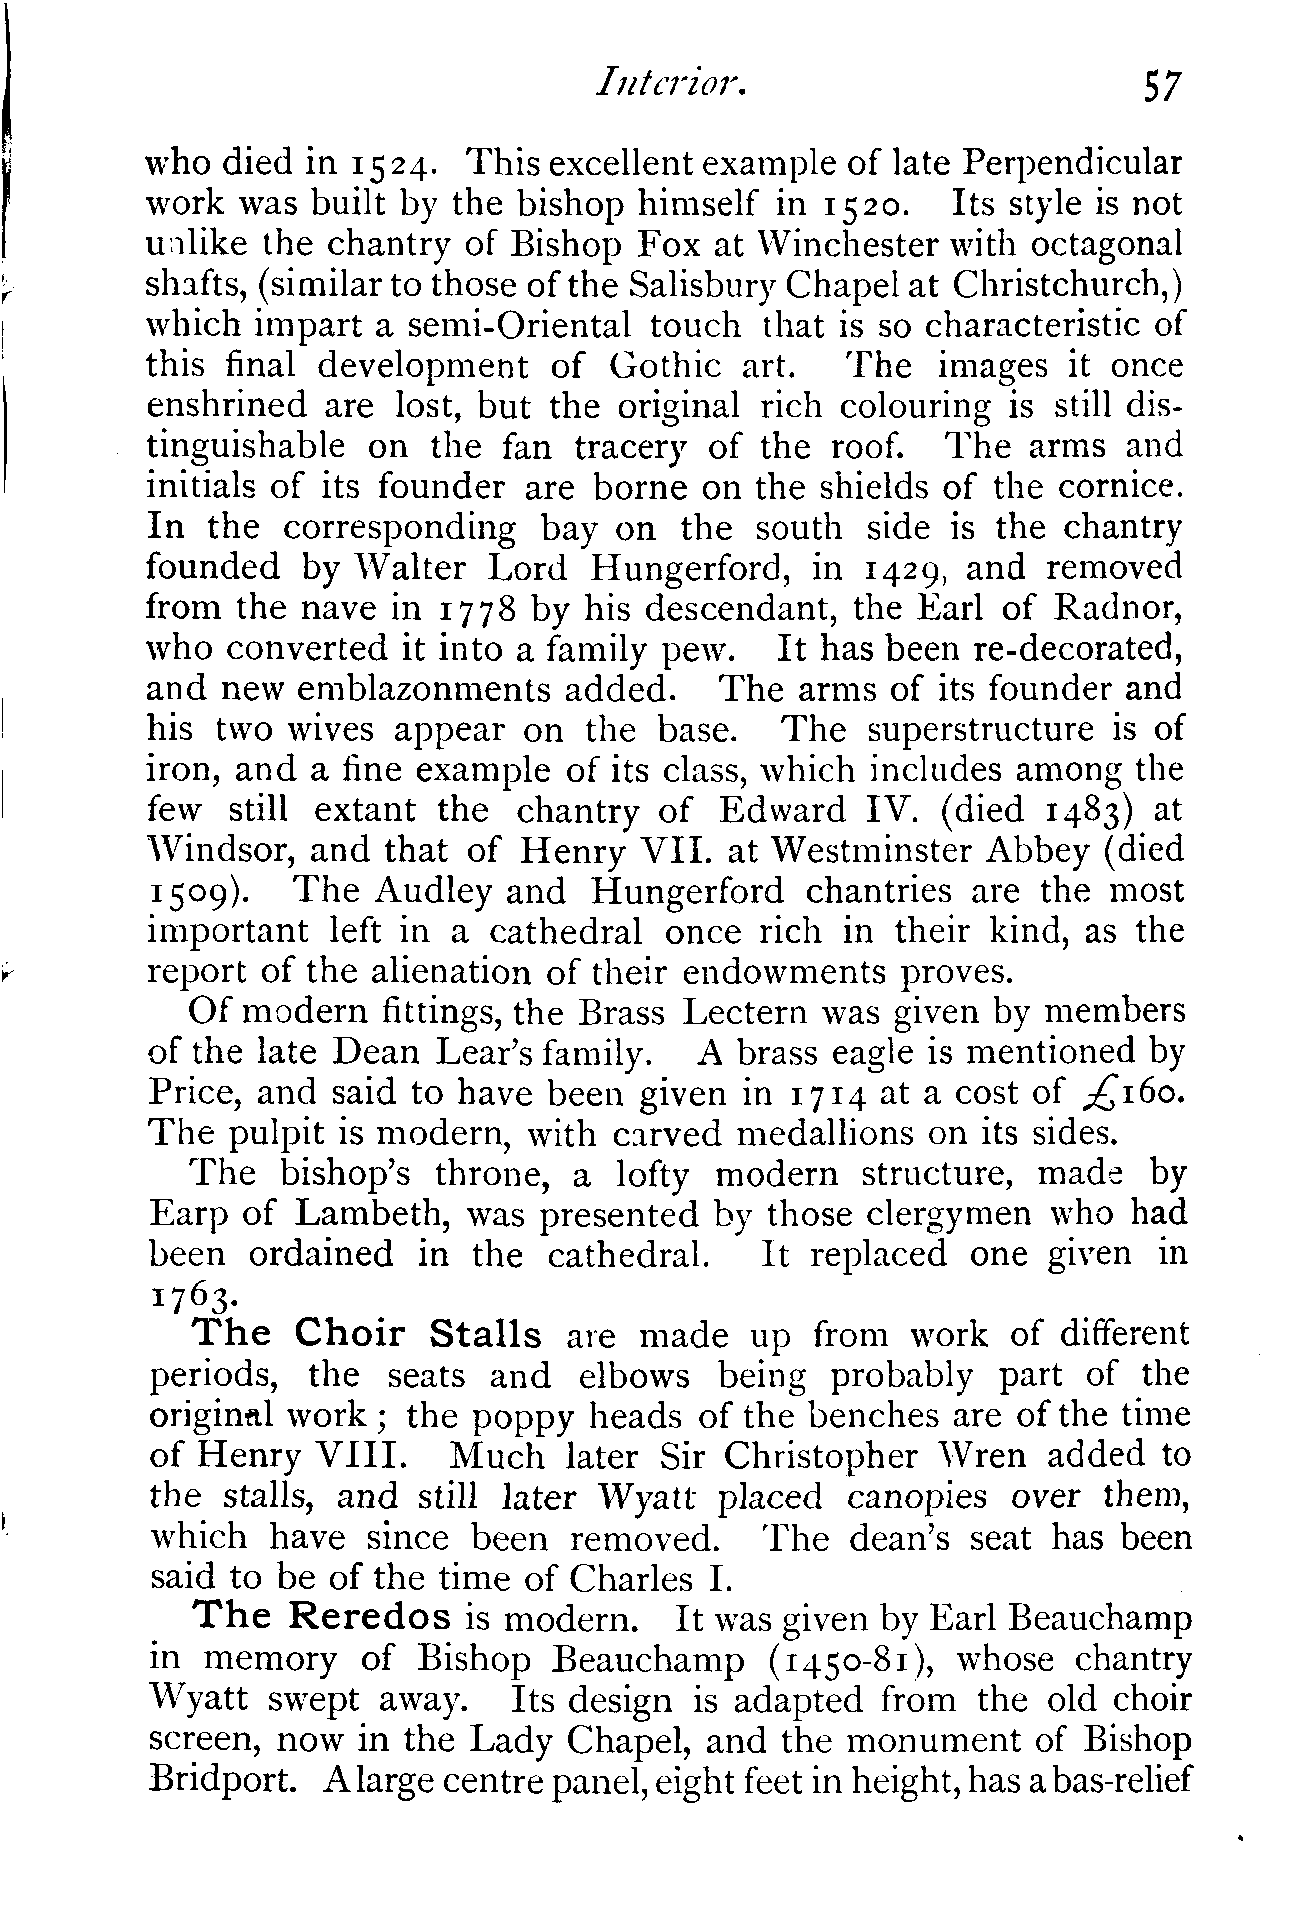 Interior. 57
who died in 1524. This excellent example of late Perpendicular
work was built by the bishop himself in 1520. Its style is not
unlike the chantry of Bishop Fox at Winchester with octagonal
shafts, (similar to those of the Salisbury Chapel at Christchurch,)
which impart a semi-Oriental touch that is so characteristic of
this final development of Gothic art. The images it once
enshrined are lost, but the original rich colouring is still dis-
tinguishable on the fan tracery of the roof. The arms and
initials of its founder are borne on the shields of the cornice.
In the corresponding bay on the south side is the chantry
founded by Walter Lord Hungerford, in 1429, and removed
from the nave in 1778 by his descendant, the Earl of Radnor,
who converted it into a family pew. It has been re-decorated,
and new emblazonments added. The arms of its founder and
his two wives appear on the base. The superstructure is of
iron, and a fine example of its class, which includes among the
few still extant the chantry of Edward IV. (died 1483) at
Windsor, and that of Henry VII. at Westminster Abbey (died
1509). The Audley and Hungerford chantries are the most
important left in a cathedral once rich in their kind, as the
report of the alienation of their endowments proves.
Of modern fittings, the Brass Lectern was given by members
of the late Dean Lear's family. A brass eagle is mentioned by
Price, and said to have been given in 1714 at a cost of £160.
The pulpit is modern, with carved medallions on its sides.
The bishop's throne, a lofty modern structure, made by
Earp of Lambeth, was presented by those clergymen who had
been ordained in the cathedral. It replaced one given in
1763.
The Choir Stalls are made up from work of different
periods, the seats and elbows being probably part of the
original work ; the poppy heads of the benches are of the time
of Henry VIII. Much later Sir Christopher Wren added to
the stalls, and still later Wyatt placed canopies over them,
which have since been removed. The dean's seat has been
said to be of the time of Charles I.
The Reredos is modern. It was given by Earl Beauchamp
in memory of Bishop Beauchamp (1450-81), whose chantry
Wyatt swept away. Its design is adapted from the old choir
screen, now in the Lady Chapel, and the monument of Bishop
Bridport. A large centre panel, eight feet in height, has a bas-relief